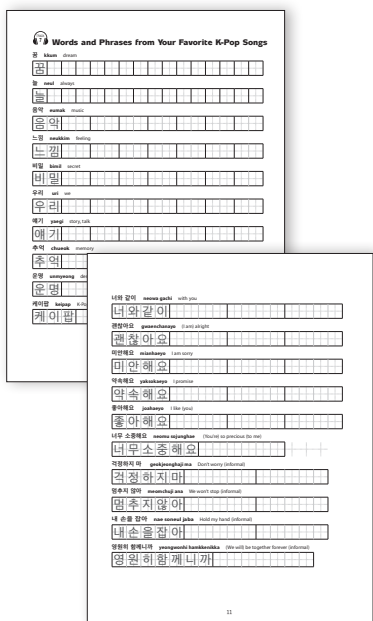 TRACK 7
Words and Phrases from Your Favorite K-Pop Songs
꿈 kkum dream
꿈
늘 neul always
늘
음악 eumak music
음악
느낌 neukkim feeling
느낌
비밀 bimil secret
비밀
우리 uri we
우리
얘기 yaegi story, talk
얘기
추억 chueok memory
추억
운명 unmyeong
운명
케이팝 keipap
케이팝
너와 같이 neowa gachi with you
너와같이
괜찮아요 gwaenchanayo (I am) alright
괜찮아요
미안해요 mianhaeyo I am sorry
미안해요
약속해요 yaksokaeyo I promise
약속해요
좋아해요 joahaeyo I like (you)
좋아해요
너무 소중해요 neomu sojunghae (You're) so precious (to me)
너무소중해요
걱정하지 마 geokjeonghaji ma Don't worry (informal)
걱정하지마
멈추지 않아 meomchuji ana We won't stop (informal)
멈추지않아
내 손을 잡아 nae soneul jaba Hold my hand (informal)
내손을잡아
영원히 함께니까 yeongwonhi hamkkenikka (We will) be together forever (informal)
영원히함께니까
11